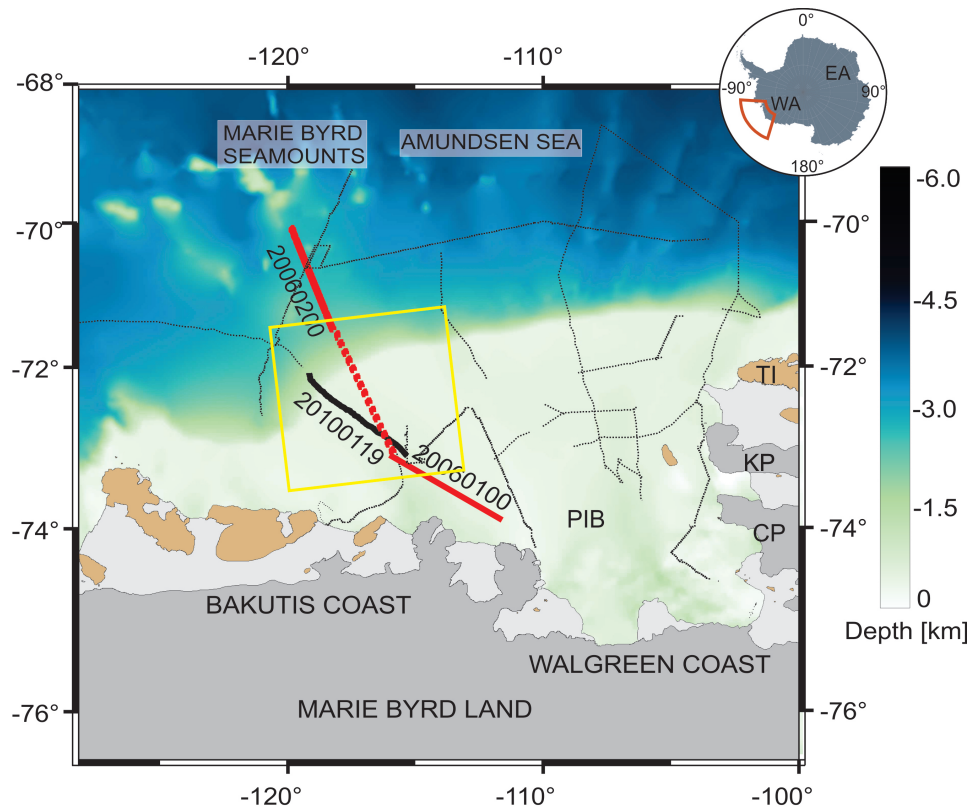 0°
EA
-90°
90°
WA
180°
-120°
-110°
-68°
MARIE BYRD
SEAMOUNTS
AMUNDSEN SEA
-6.0
-70°
-70°
20060200
-4.5
-72°
-72°
TI
20100119
20060100
-3.0
KP
PIB
-1.5
-74°
-74°
CP
BAKUTIS COAST
0
Depth [km]
WALGREEN COAST
MARIE BYRD LAND
-76°
-76°
-120°
-110°
-100°